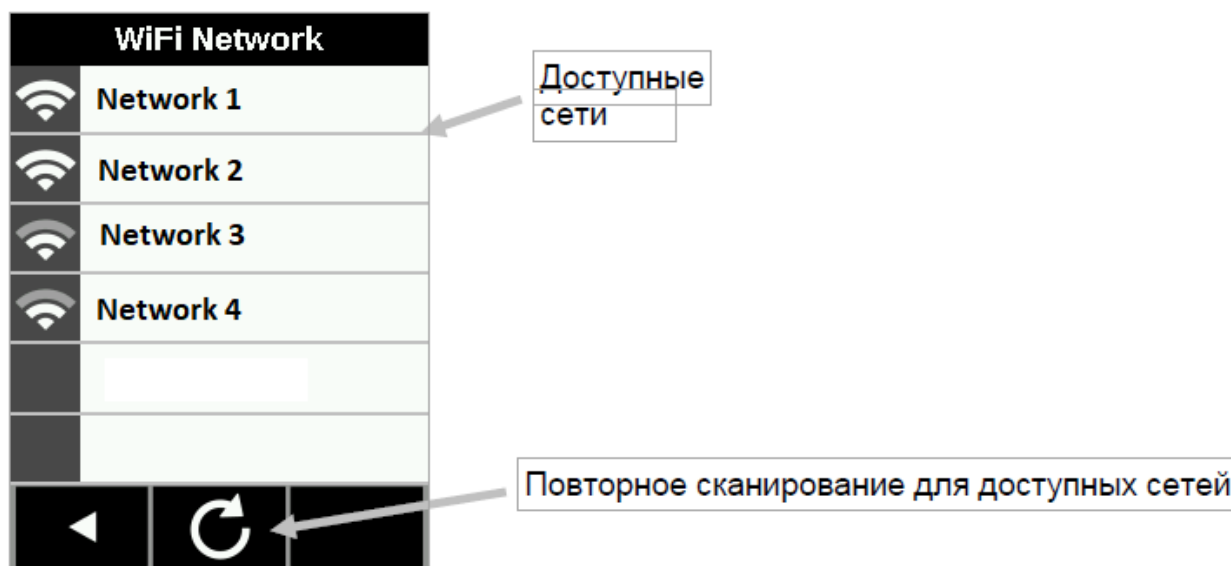 WiFi Network
Network 1
Network 2
Network 3
Network 4
Доступные
сети
Повторное сканирование для доступных сетей